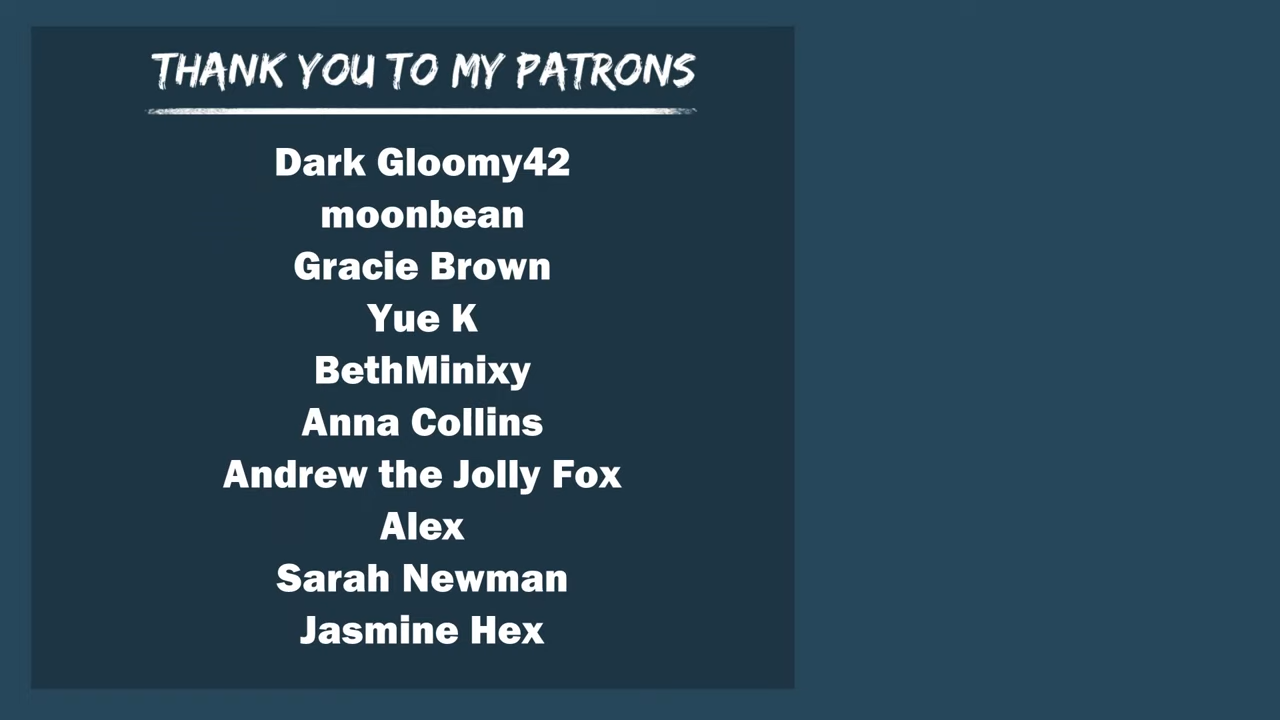 THANK YOU TO MY PATRONS
Dark Gloomy42
moonbean
Gracie Brown
Yue K
BethMinixy
Anna Collins
Andrew the Jolly Fox
Alex
Sarah Newman
Jasmine Hex